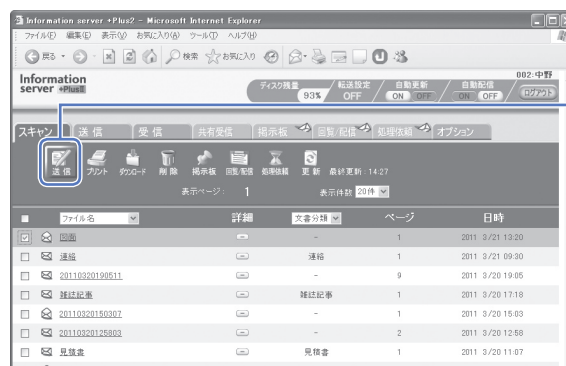 Information server +Plus2 - Microsoft Internet Explorer
ファイル(F) 編集(E) 表示(V) お気に入り(A) ツール(T) ヘルプ(H)
戻る 検索 お気に入り
Information server +PlusⅡ
002:中野
ディスク残量 93% 転送設定 OFF 自動更新 ON OFF 自動配信 ON OFF ログアウト
スキャン 送信 受信 共有受信 掲示板 回覧/配信 処理依頼 オプション
送信 プリント ダウンロード 削除 掲示板 回覧/配信 処理依頼 更新 最終更新:14:27
表示ページ: 1 表示件数 20件
ファイル名 詳細 文書分類 ページ 日時
図面 - 1 2011 3/21 13:20
連絡 連絡 1 2011 3/21 09:30
20110320190511 - 9 2011 3/20 19:05
雑誌記事 雑誌記事 1 2011 3/20 17:18
20110320150307 - 1 2011 3/20 15:03
20110320125803 - 2 2011 3/20 12:58
見積書 見積書 1 2011 3/20 11:07